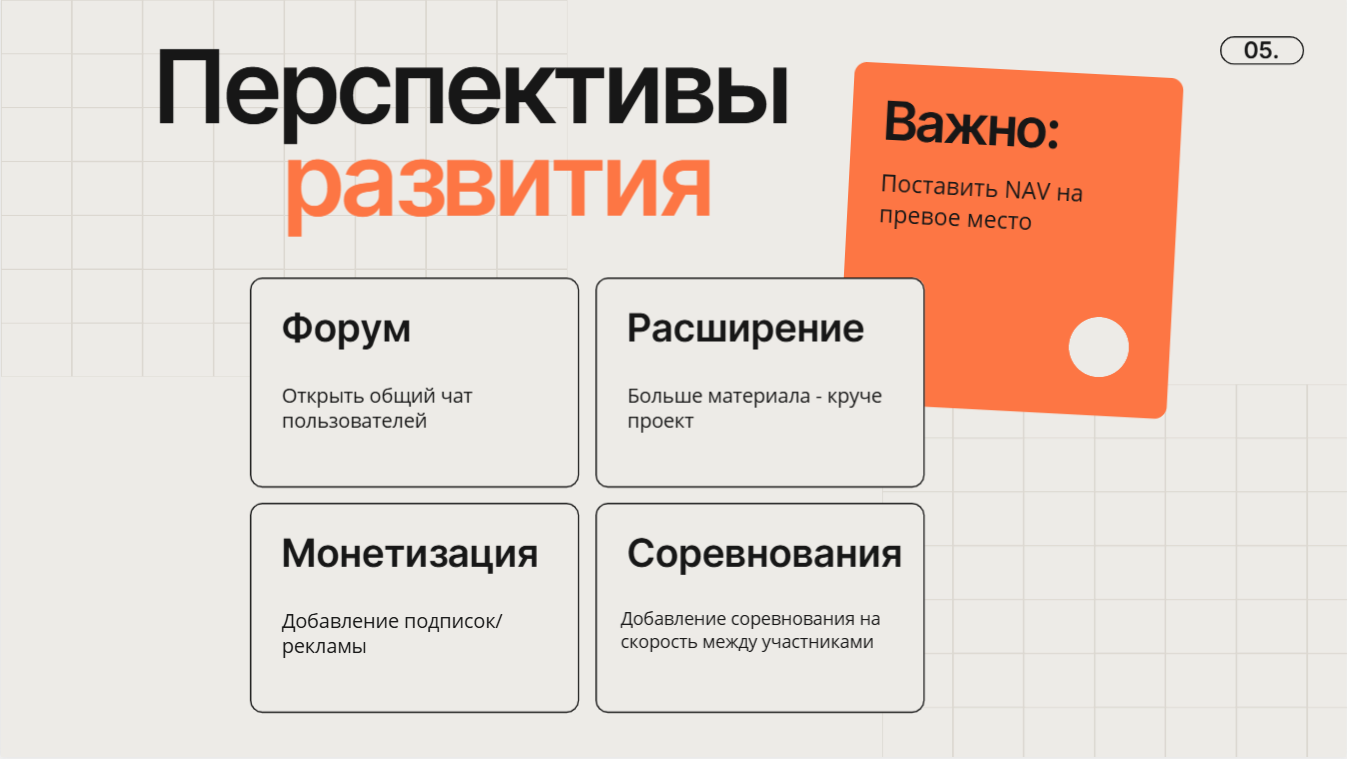 05.
Перспективы
развития
Важно:
Поставить NAV на
превое место
Форум
Открыть общий чат
пользователей
Расширение
Больше материала - круче
проект
Монетизация
Добавление подписок/
рекламы
Соревнования
Добавление соревнования на
скорость между участниками